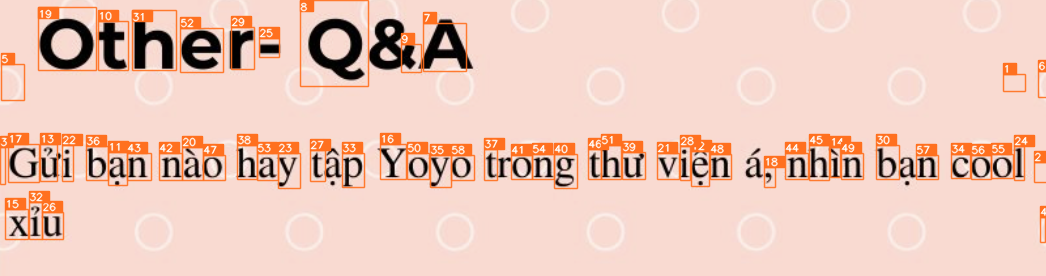 Other- Q&A
Gửi bạn nào hay tập Yoyo trong thư viện á, nhìn bạn cool
xỉu